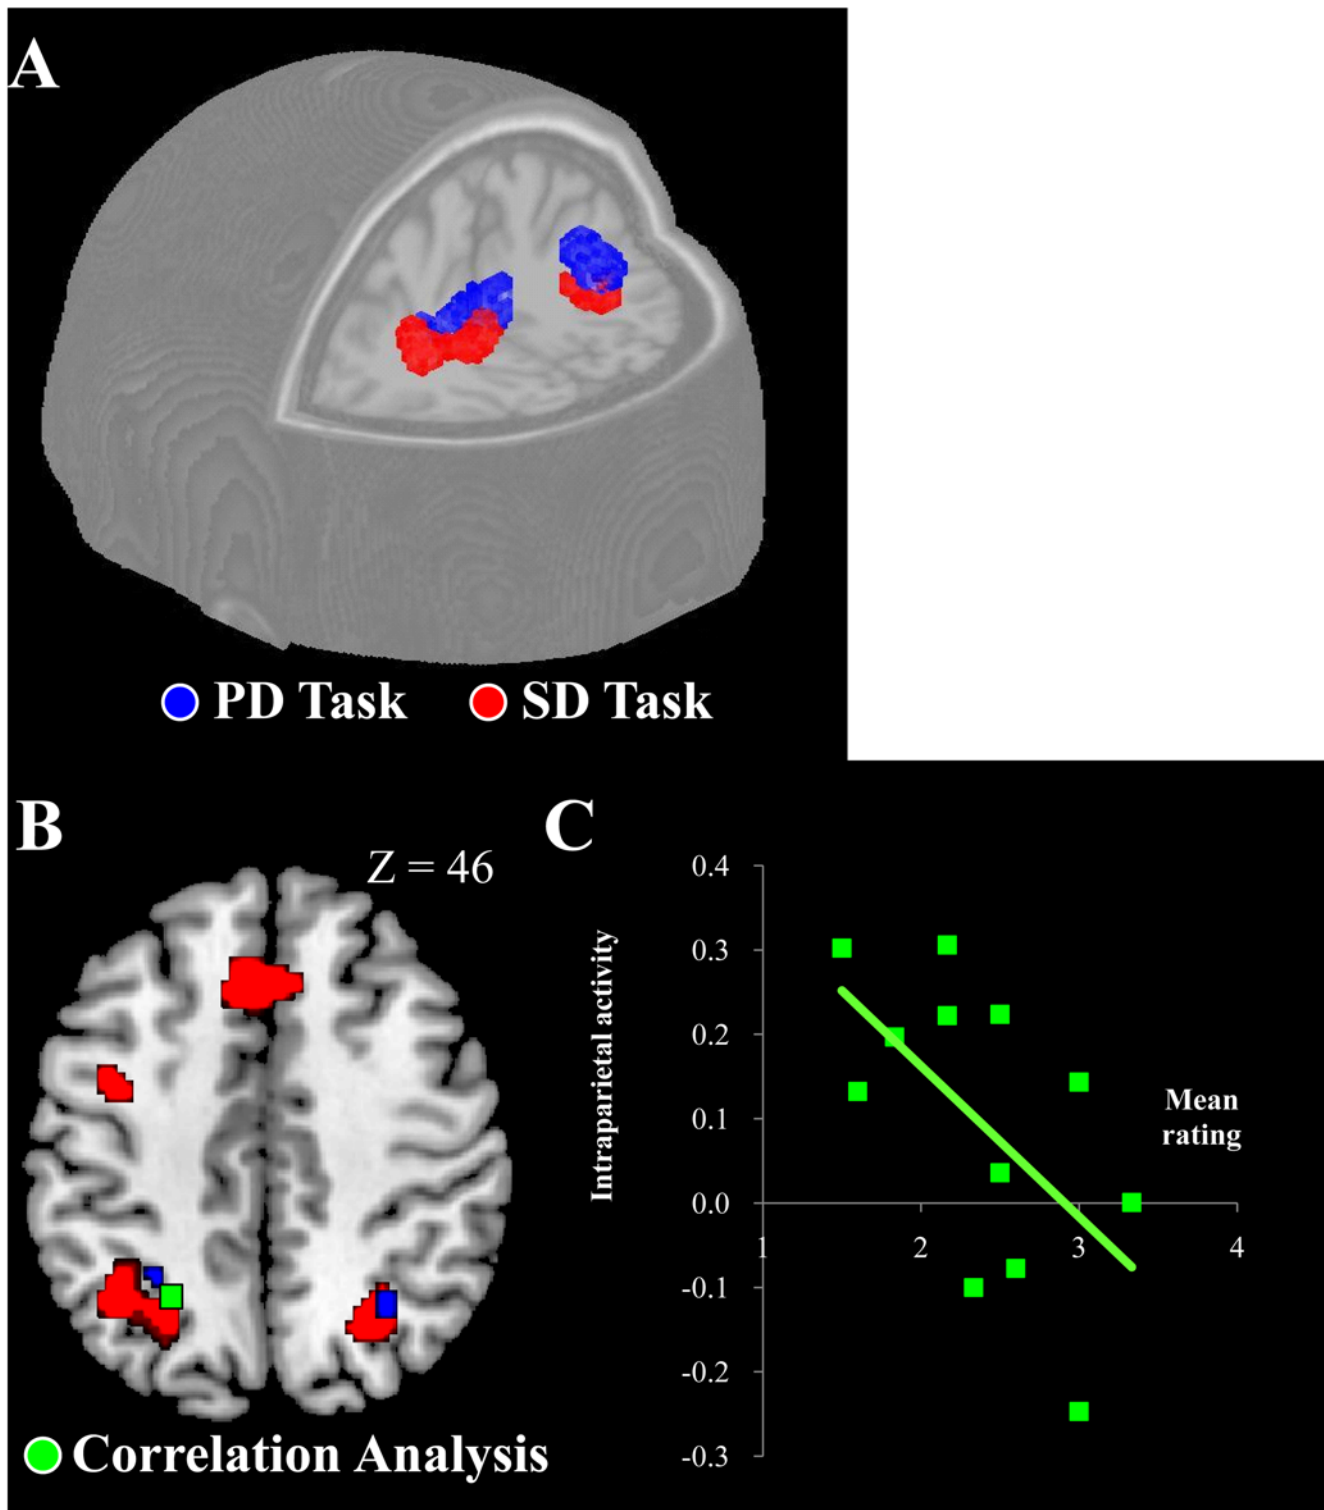 A
PD Task
SD Task
B
Z = 46
Correlation Analysis
C
Intraparietal activity
0.4
0.3
0.2
0.1
0.0
-0.1
-0.2
-0.3
1
2
3
4
Mean
rating